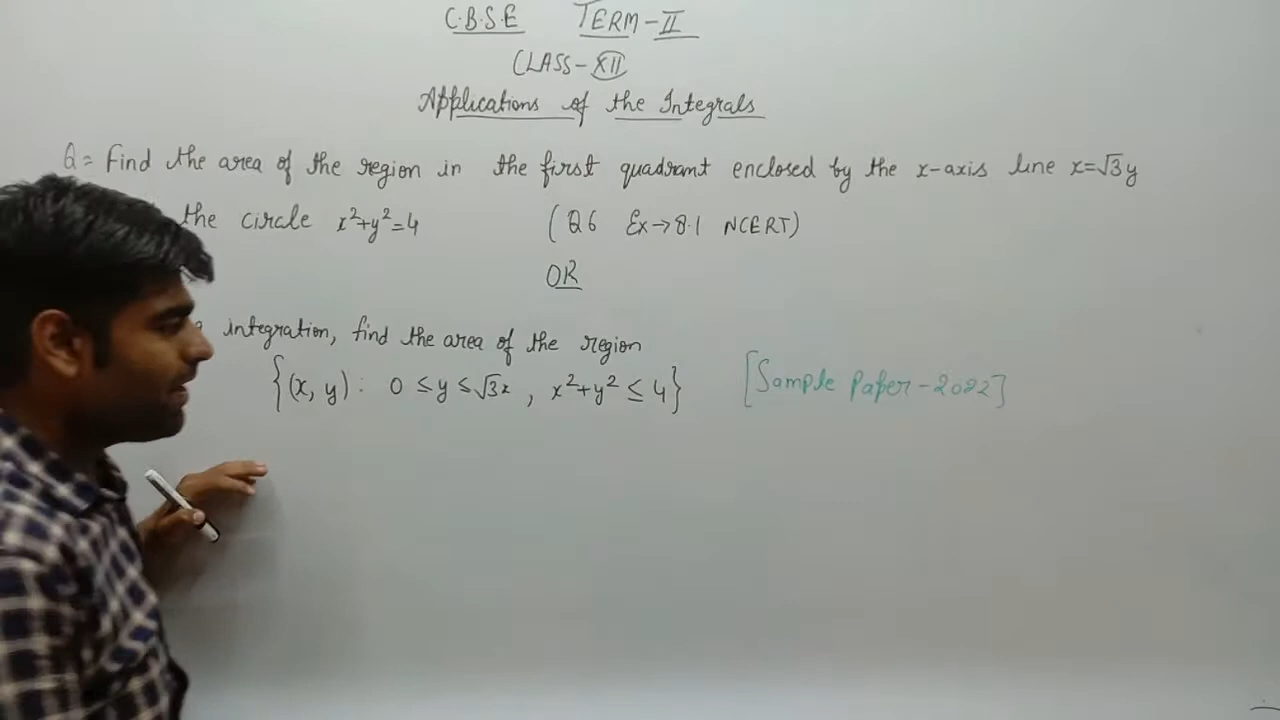 C.B.S.E TERM-II
CLASS-XII
Applications of the Integrals
Q= Find the area of the region in the first quadrant enclosed by the x-axis line x=√3y
the circle x²+y²=4 (Q6 Ex→8.1 NCERT)
OR
integration, find the area of the region
{(x, y): 0 ≤ y ≤ √3x, x²+y² ≤ 4} [Sample Paper-2022]